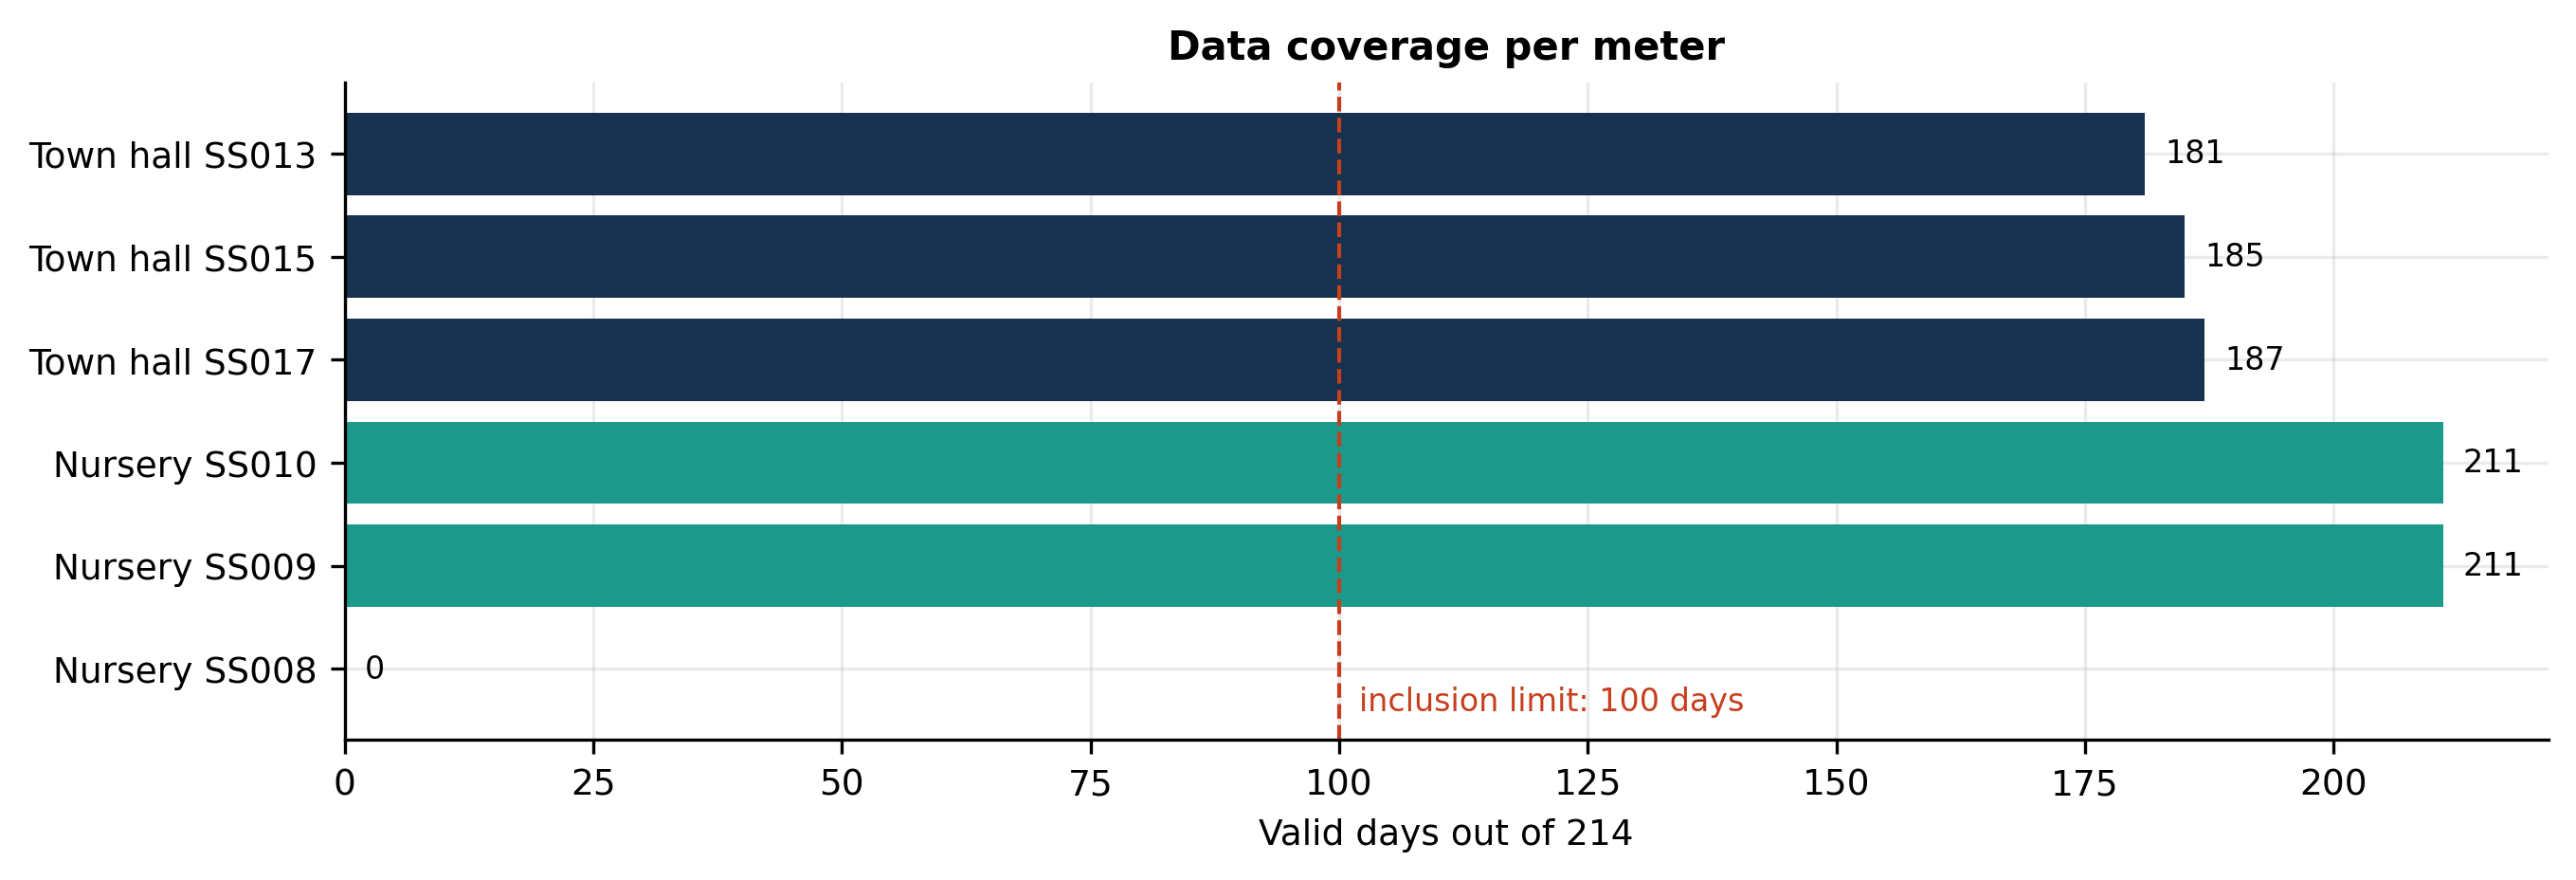 Data coverage per meter
Town hall SS013
181
Town hall SS015
185
Town hall SS017
187
Nursery SS010
211
Nursery SS009
211
Nursery SS008
0
inclusion limit: 100 days
0 25 50 75 100 125 150 175 200
Valid days out of 214